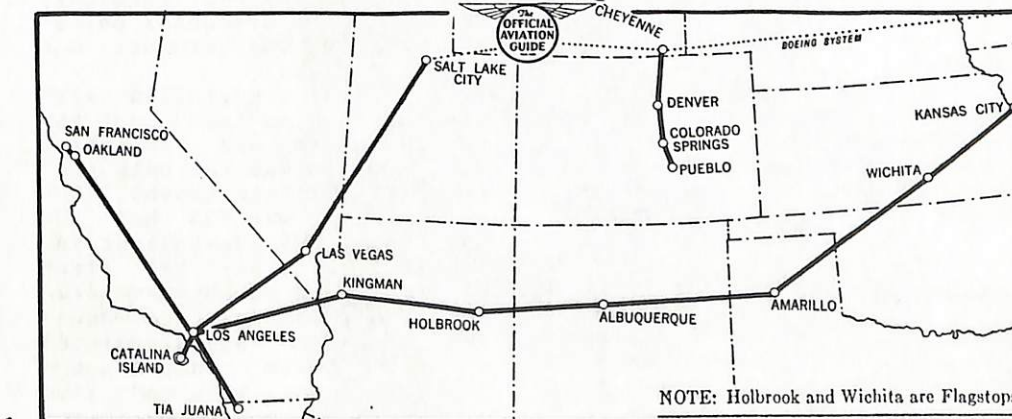 The
OFFICIAL
AVIATION
GUIDE
CHEYENNE
BOEING SYSTEM
SALT LAKE
CITY
DENVER
KANSAS CITY
SAN FRANCISCO
OAKLAND
COLORADO
SPRINGS
PUEBLO
WICHITA
LAS VEGAS
KINGMAN
HOLBROOK
ALBUQUERQUE
AMARILLO
LOS ANGELES
CATALINA
ISLAND
TIA JUANA
NOTE: Holbrook and Wichita are Flagstops